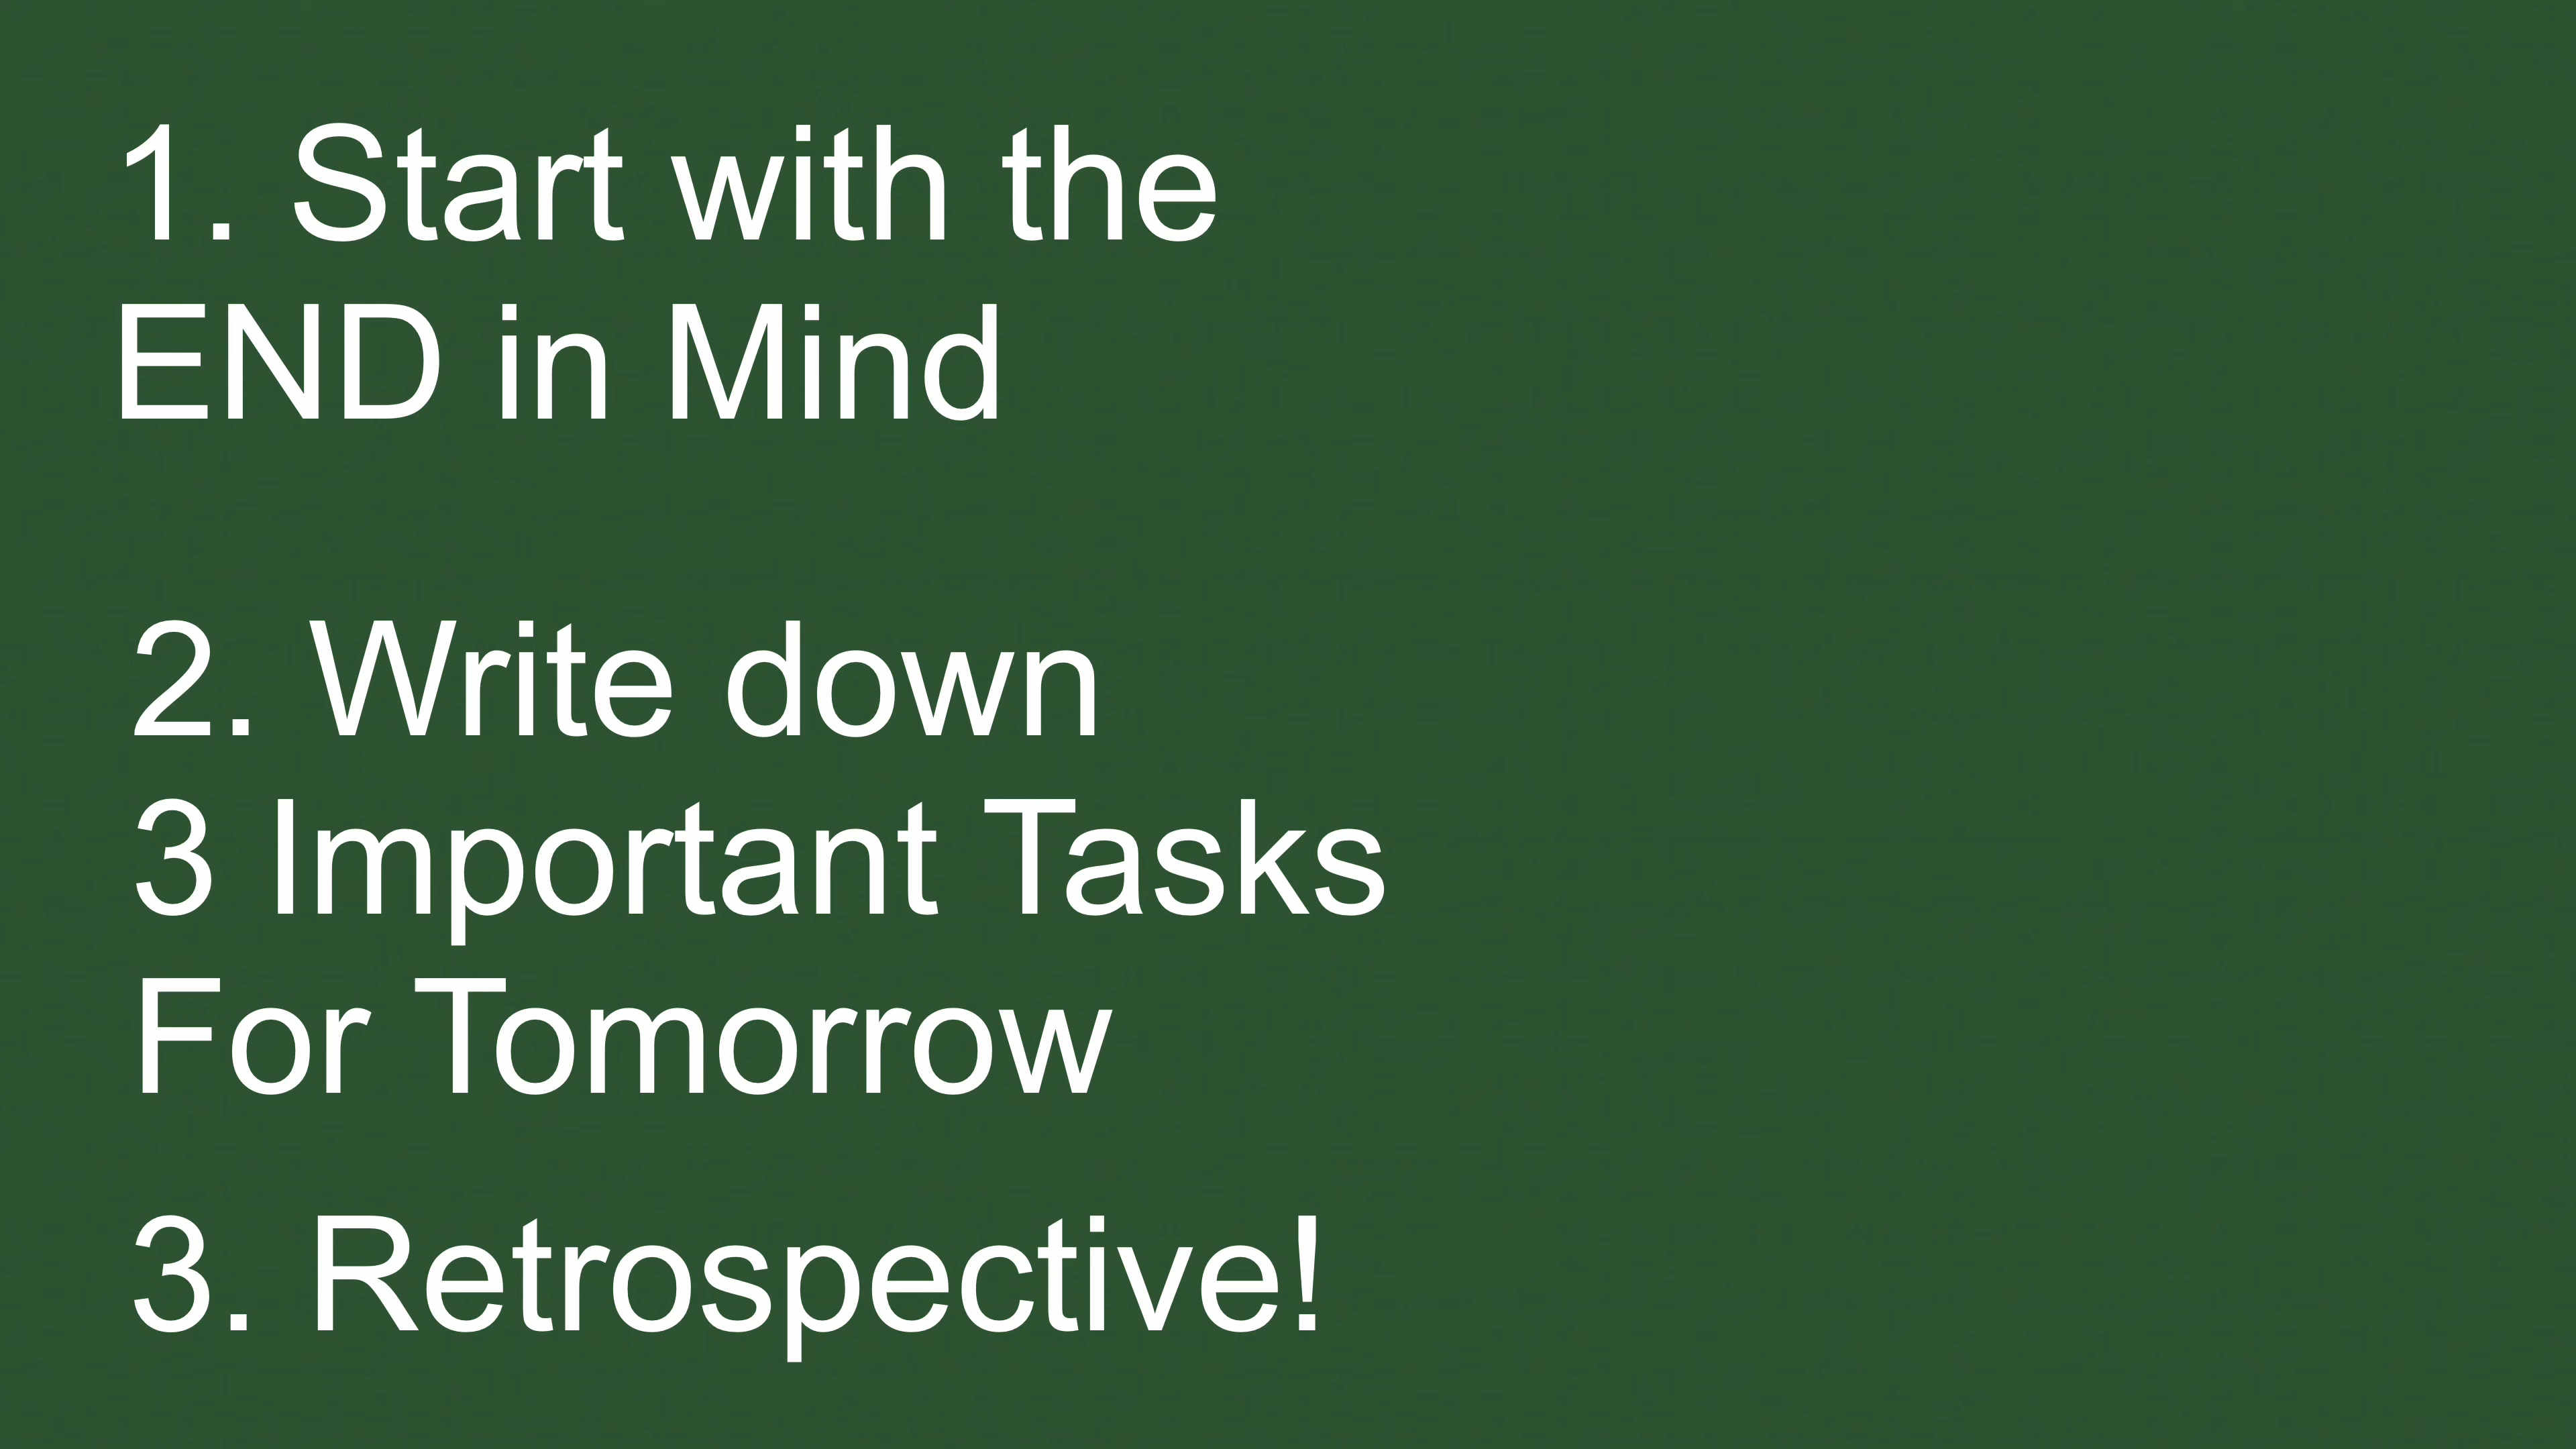 1. Start with the
END in Mind
2. Write down
3 Important Tasks
For Tomorrow
3. Retrospective!